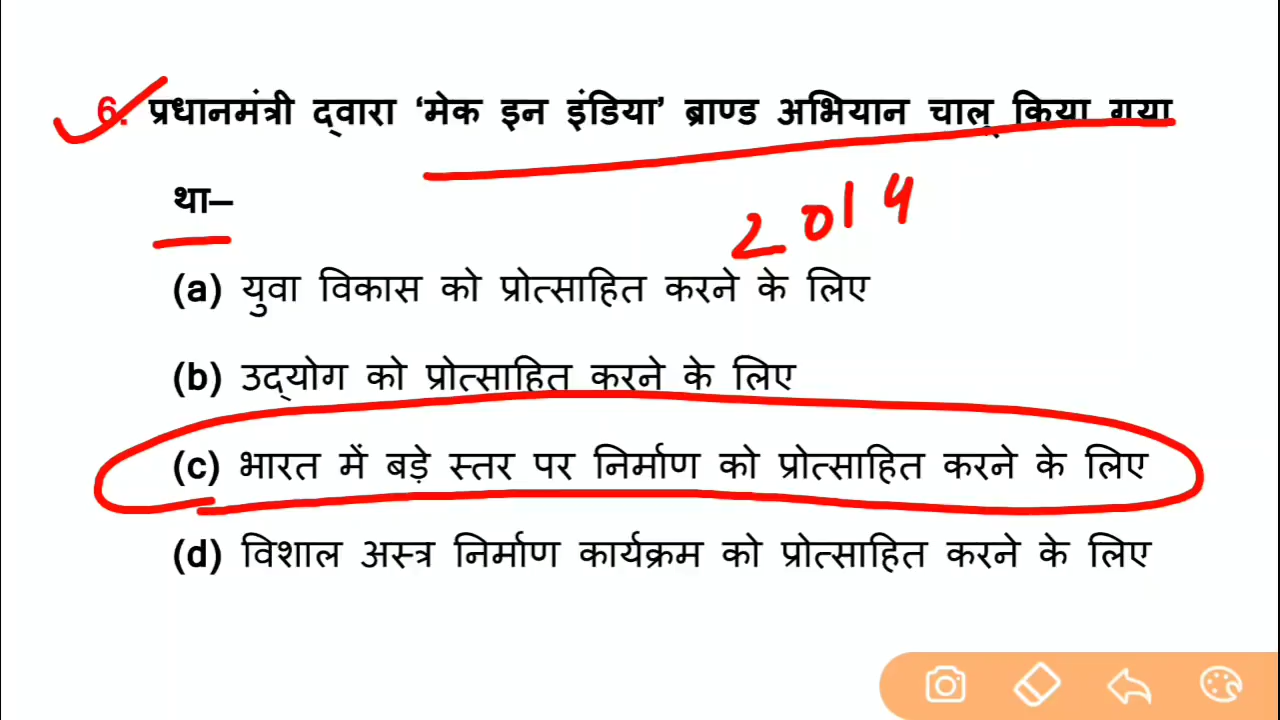 6. प्रधानमंत्री द्वारा ‘मेक इन इंडिया’ ब्राण्ड अभियान चालू किया गया
था–
2014
(a) युवा विकास को प्रोत्साहित करने के लिए
(b) उद्योग को प्रोत्साहित करने के लिए
(c) भारत में बड़े स्तर पर निर्माण को प्रोत्साहित करने के लिए
(d) विशाल अस्त्र निर्माण कार्यक्रम को प्रोत्साहित करने के लिए